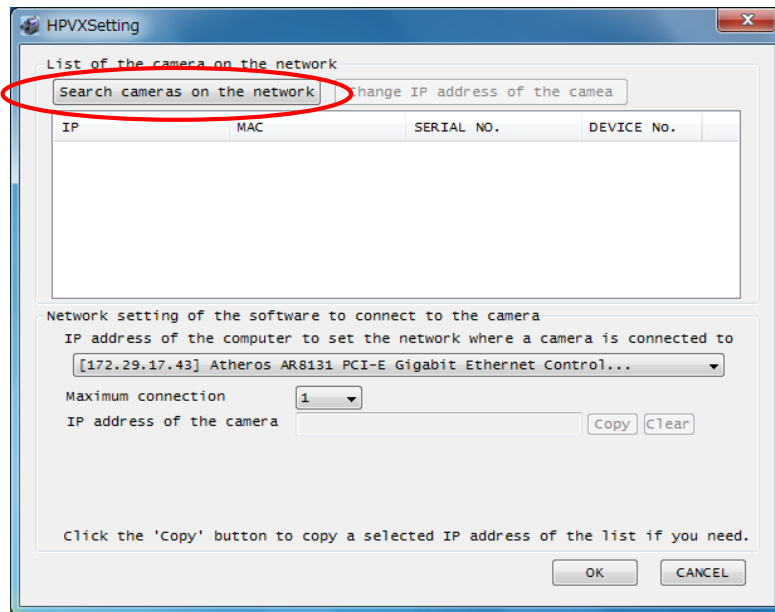 HPVXSetting
List of the camera on the network
Search cameras on the network  Change IP address of the camea
IP  MAC  SERIAL NO.  DEVICE No.
Network setting of the software to connect to the camera
IP address of the computer to set the network where a camera is connected to
[172.29.17.43] Atheros AR8131 PCI-E Gigabit Ethernet Control...
Maximum connection  1
IP address of the camera  Copy  Clear
Click the 'Copy' button to copy a selected IP address of the list if you need.
OK  CANCEL